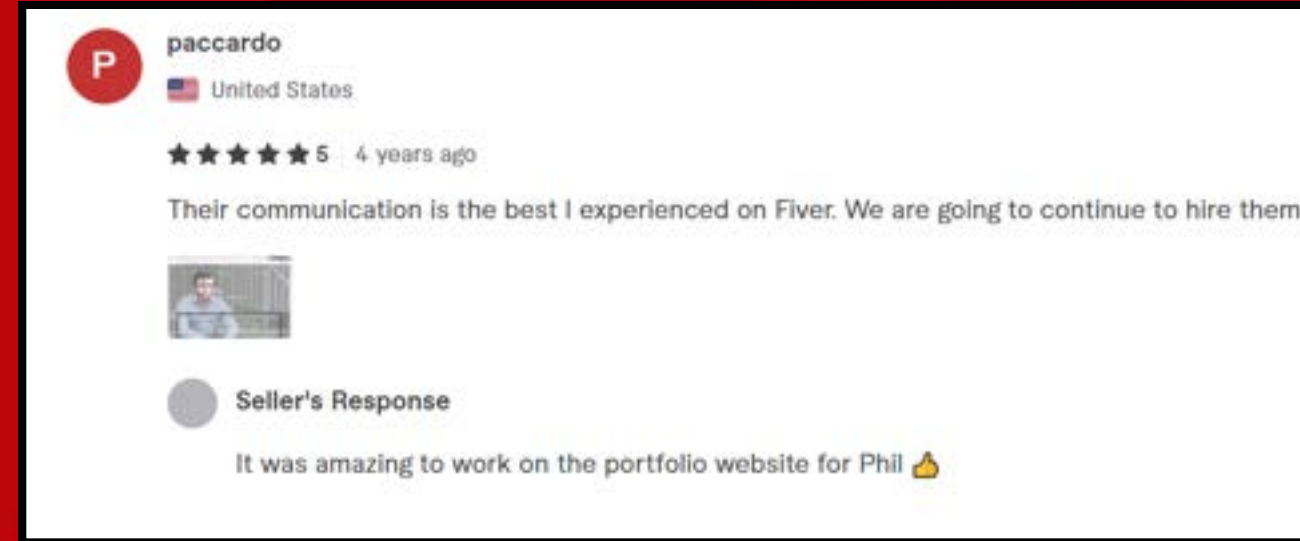 P
paccardo
United States
5 4 years ago
Their communication is the best I experienced on Fiver. We are going to continue to hire them
Seller's Response
It was amazing to work on the portfolio website for Phil 👍